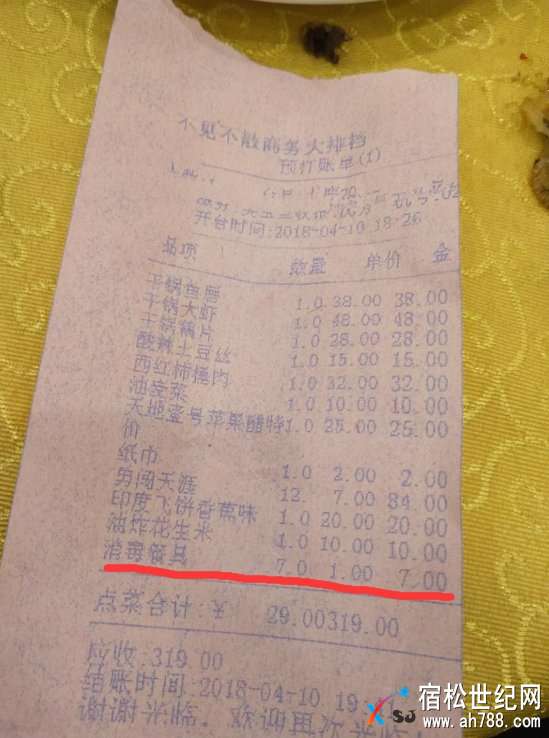 不见不散商务大排档
预打账单(1)
开台时间:2018-04-10 18:26
品项 数量 单价 金
干锅鱼唇 1.0 38.00 38.00
干锅大虾 1.0 48.00 48.00
干锅藕片 1.0 28.00 28.00
酸辣土豆丝 1.0 15.00 15.00
西红柿梅肉 1.0 32.00 32.00
油麦菜 1.0 10.00 10.00
天地壹号苹果醋特 1.0 25.00 25.00
价
纸巾 1.0 2.00 2.00
勇闯天涯 12. 7.00 84.00
印度飞饼香蕉味 1.0 20.00 20.00
油炸花生米 1.0 10.00 10.00
消毒餐具 7.0 1.00 7.00
点菜合计:¥ 29.00319.00
应收:319.00
结账时间:2018-04-10 19:
谢谢光临,欢迎再次光临
宿松世纪网
www.ah788.com